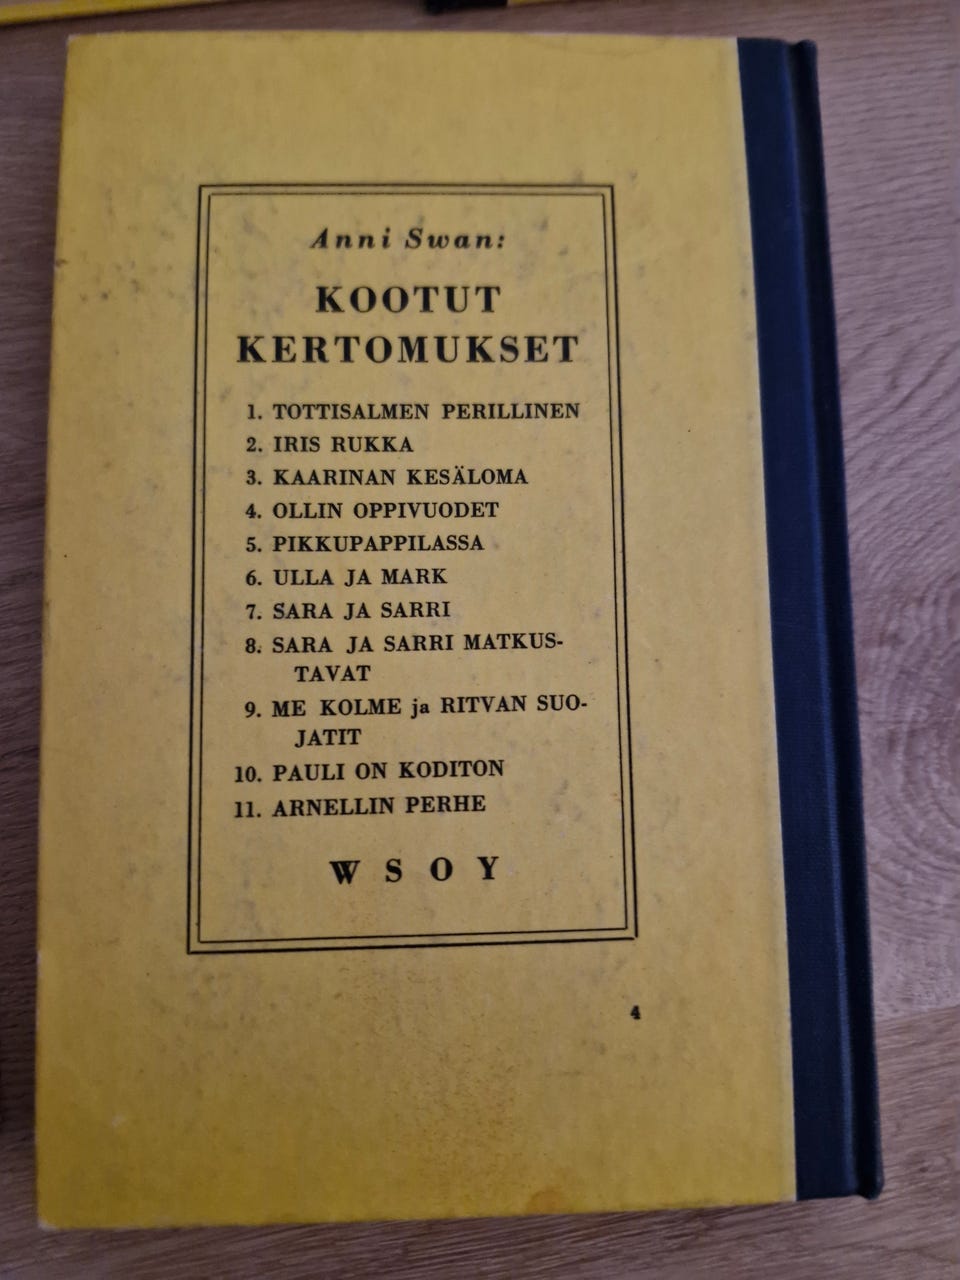 Anni Swan:
KOOTUT
KERTOMUKSET
1. TOTTISALMEN PERILLINEN
2. IRIS RUKKA
3. KAARINAN KESÄLOMA
4. OLLIN OPPIVUODET
5. PIKKUPAPPILASSA
6. ULLA JA MARK
7. SARA JA SARRI
8. SARA JA SARRI MATKUS-
TAVAT
9. ME KOLME ja RITVAN SUO-
JATIT
10. PAULI ON KODITON
11. ARNELLIN PERHE
WSOY
4